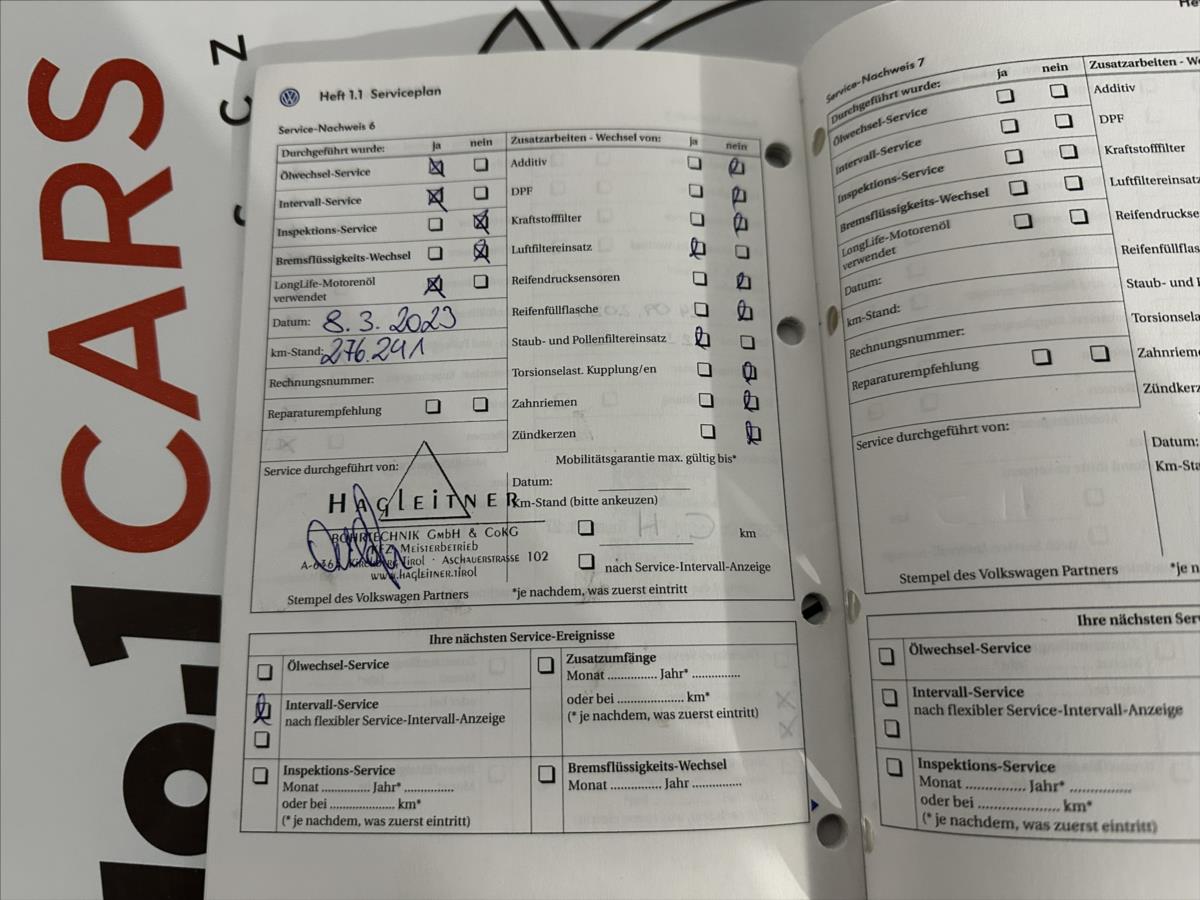 No.1 CARS
CZ
Heft 1.1 Serviceplan
Service-Nachweis 6
Durchgeführt wurde: ja nein
Ölwechsel-Service
Intervall-Service
Inspektions-Service
Bremsflüssigkeits-Wechsel
LongLife-Motorenöl
verwendet
Datum: 8. 3. 2023
km-Stand: 276.241
Rechnungsnummer:
Reparaturempfehlung
Zusatzarbeiten - Wechsel von: ja nein
Additiv
DPF
Kraftstofffilter
Luftfiltereinsatz
Reifendrucksensoren
Reifenfüllflasche
Staub- und Pollenfiltereinsatz
Torsionselast. Kupplung/en
Zahnriemen
Zündkerzen
Service durchgeführt von:
HAGLEITNER
BOHRTECHNIK GMBH & COKG
KFZ MEISTERBETRIEB
TIROL · ASCHAUERSTRASSE 102
WWW.HAGLEITNER.TIROL
Stempel des Volkswagen Partners
Mobilitätsgarantie max. gültig bis*
Datum:
Km-Stand (bitte ankeuzen)
km
nach Service-Intervall-Anzeige
*je nachdem, was zuerst eintritt
Ihre nächsten Service-Ereignisse
Ölwechsel-Service
Intervall-Service
nach flexibler Service-Intervall-Anzeige
Inspektions-Service
Monat .............. Jahr* ..............
oder bei .................... km*
(* je nachdem, was zuerst eintritt)
Zusatzumfänge
Monat .............. Jahr* ..............
oder bei .................... km*
(* je nachdem, was zuerst eintritt)
Bremsflüssigkeits-Wechsel
Monat .............. Jahr ..............
Service-Nachweis 7
Durchgeführt wurde: ja nein
Ölwechsel-Service
Intervall-Service
Inspektions-Service
Bremsflüssigkeits-Wechsel
LongLife-Motorenöl
verwendet
Datum:
km-Stand:
Rechnungsnummer:
Reparaturempfehlung
Zusatzarbeiten - We
Additiv
DPF
Kraftstofffilter
Luftfiltereinsatz
Reifendrucksen
Reifenfüllflas
Staub- und
Torsionsela
Zahnrieme
Zündkerz
Service durchgeführt von:
Datum:
Km-Sta
Stempel des Volkswagen Partners
*je n
Ihre nächsten Serv
Ölwechsel-Service
Intervall-Service
nach flexibler Service-Intervall-Anzeige
Inspektions-Service
Monat .............. Jahr* ..............
oder bei .................... km*
(* je nachdem, was zuerst eintritt)